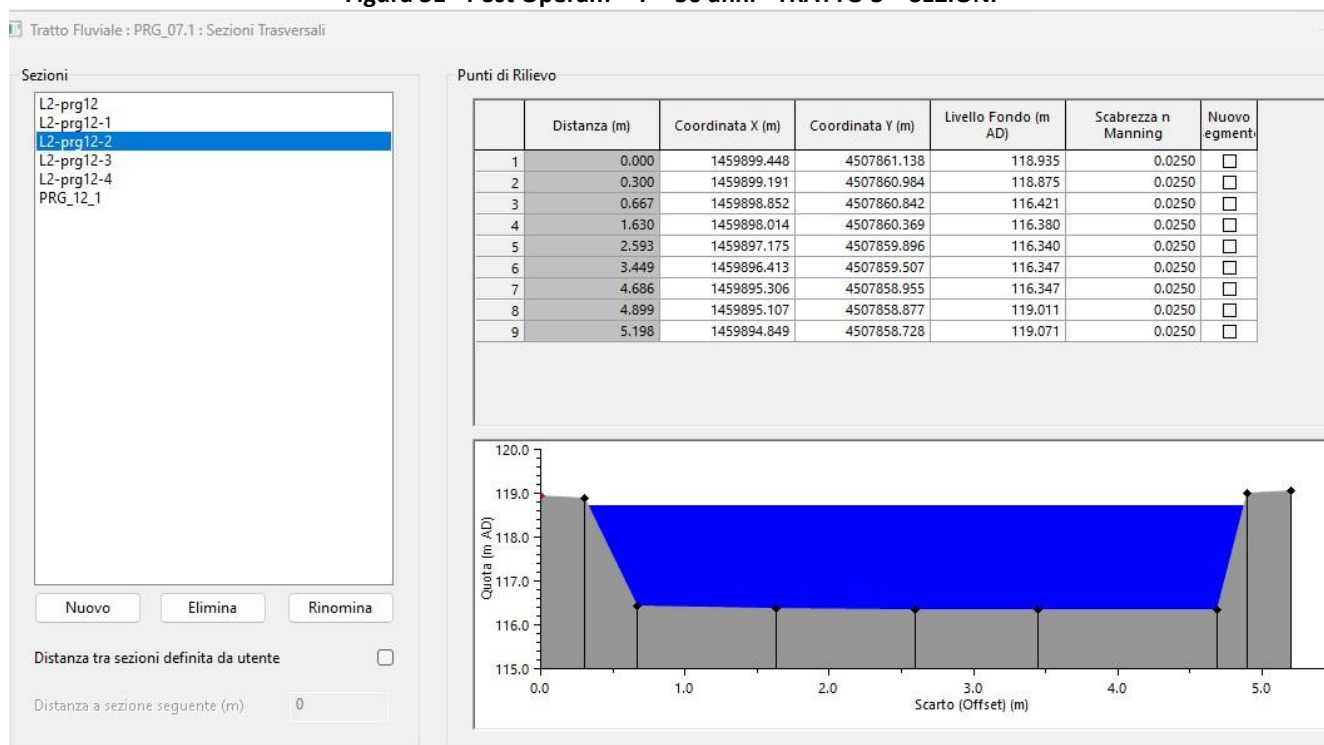 Figura Post Operam anni TRATTO SEZIONI
Tratto Fluviale : PRG_07.1 : Sezioni Trasversali
Sezioni
L2-prg12
L2-prg12-1
L2-prg12-2
L2-prg12-3
L2-prg12-4
PRG_12_1
Nuovo Elimina Rinomina
Distanza tra sezioni definita da utente
Distanza a sezione seguente (m) 0
Punti di Rilievo
Distanza (m) Coordinata X (m) Coordinata Y (m) Livello Fondo (m AD) Scabrezza n Manning Nuovo egment
1 0.000 1459899.448 4507861.138 118.935 0.0250
2 0.300 1459899.191 4507860.984 118.875 0.0250
3 0.667 1459898.852 4507860.842 116.421 0.0250
4 1.630 1459898.014 4507860.369 116.380 0.0250
5 2.593 1459897.175 4507859.896 116.340 0.0250
6 3.449 1459896.413 4507859.507 116.347 0.0250
7 4.686 1459895.306 4507858.955 116.347 0.0250
8 4.899 1459895.107 4507858.877 119.011 0.0250
9 5.198 1459894.849 4507858.728 119.071 0.0250
Quota (m AD)
120.0
119.0
118.0
117.0
116.0
115.0
0.0 1.0 2.0 3.0 4.0 5.0
Scarto (Offset) (m)